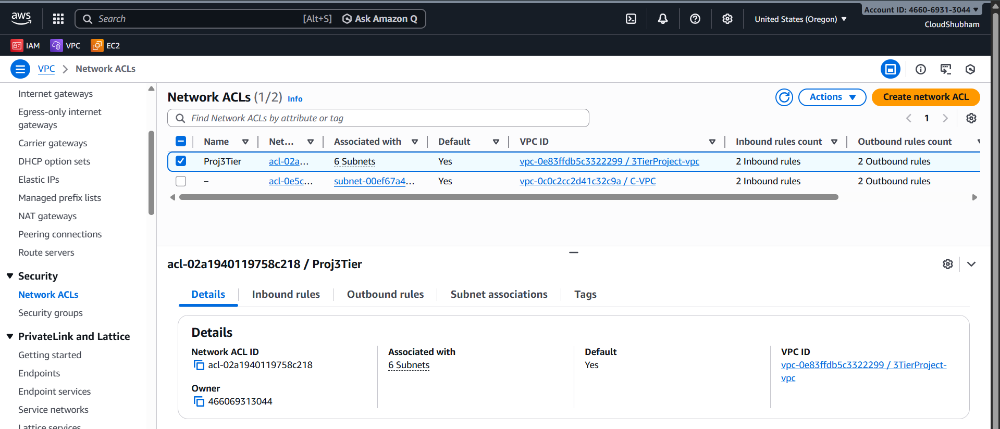 aws
Search [Alt+S] Ask Amazon Q
United States (Oregon)
Account ID: 4660-6931-3044
CloudShubham
IAM VPC EC2
VPC Network ACLs
Internet gateways
Egress-only internet
gateways
Carrier gateways
DHCP option sets
Elastic IPs
Managed prefix lists
NAT gateways
Peering connections
Route servers
Security
Network ACLs
Security groups
PrivateLink and Lattice
Getting started
Endpoints
Endpoint services
Service networks
Lattice services
Network ACLs (1/2) Info
Actions
Create network ACL
Find Network ACLs by attribute or tag
1
Name Net... Associated with Default VPC ID Inbound rules count Outbound rules count
Proj3Tier acl-02a... 6 Subnets Yes vpc-0e83ffdb5c3322299 / 3TierProject-vpc 2 Inbound rules 2 Outbound rules
– acl-0e5c... subnet-00ef67a4... Yes vpc-0c0c2cc2d41c32c9a / C-VPC 2 Inbound rules 2 Outbound rules
acl-02a1940119758c218 / Proj3Tier
Details Inbound rules Outbound rules Subnet associations Tags
Details
Network ACL ID
acl-02a1940119758c218
Owner
466069313044
Associated with
6 Subnets
Default
Yes
VPC ID
vpc-0e83ffdb5c3322299 / 3TierProject-
vpc